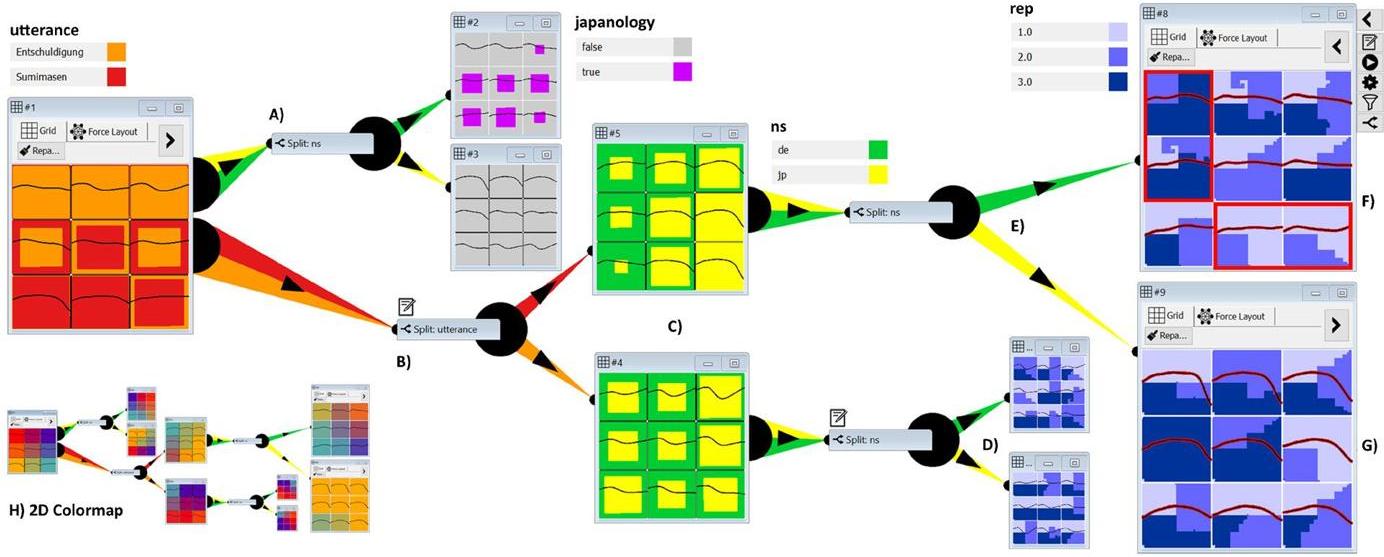 utterance
Entschuldigung
Sumimasen
#1
Grid
Force Layout
Repa...
A)
Split: ns
#2
#3
japanology
false
true
B)
Split: utterance
#5
C)
#4
ns
de
jp
Split: ns
E)
Split: ns
D)
...
...
rep
1.0
2.0
3.0
#8
Grid
Force Layout
Repa...
F)
#9
Grid
Force Layout
Repa...
G)
H) 2D Colormap